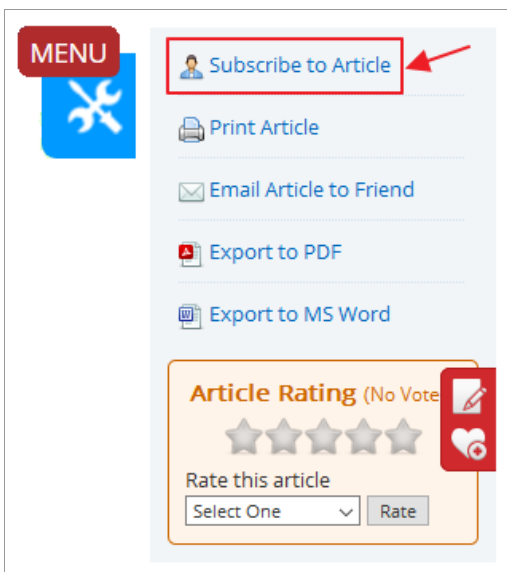 MENU
Subscribe to Article
Print Article
Email Article to Friend
Export to PDF
Export to MS Word
Article Rating (No Vote
Rate this article
Select One
Rate